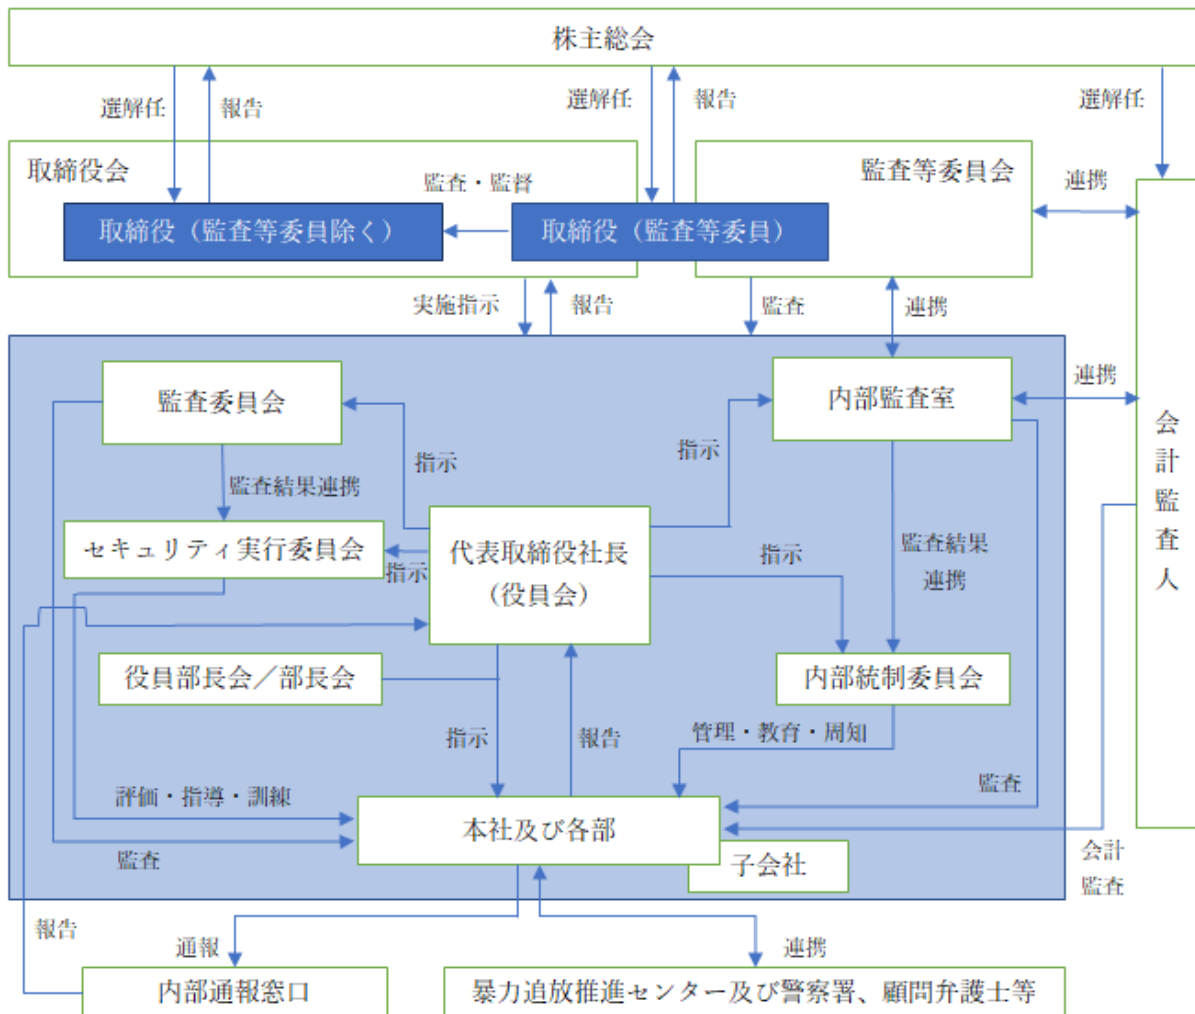 株主総会
選解任
報告
選解任
報告
選解任
取締役会
監査等委員会
監査・監督
連携
取締役（監査等委員除く）
取締役（監査等委員）
実施指示
報告
監査
連携
監査委員会
内部監査室
連携
会計監査人
指示
指示
監査結果連携
セキュリティ実行委員会
指示
代表取締役社長
（役員会）
指示
監査結果
連携
役員部長会／部長会
内部統制委員会
指示
報告
管理・教育・周知
評価・指導・訓練
監査
本社及び各部
監査
子会社
会計
監査
報告
通報
連携
内部通報窓口
暴力追放推進センター及び警察署、顧問弁護士等